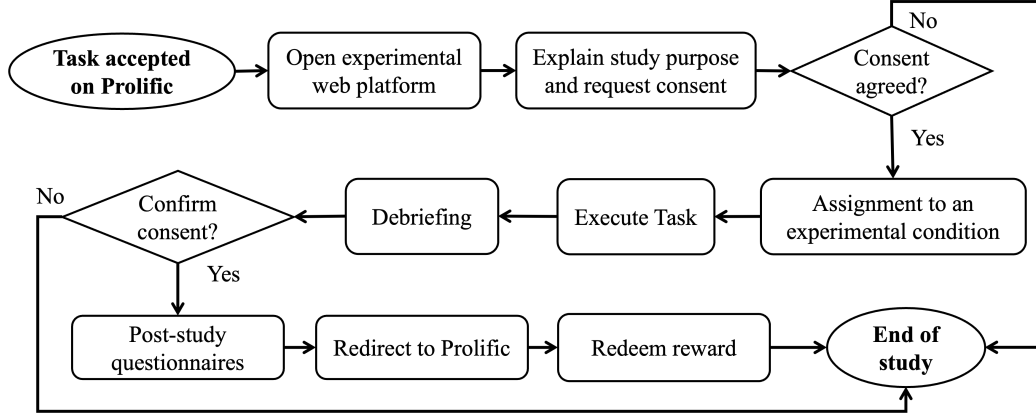 Task accepted
on Prolific
Open experimental
web platform
Explain study purpose
and request consent
Consent
agreed?
No
Yes
Assignment to an
experimental condition
Execute Task
Debriefing
Confirm
consent?
No
Yes
Post-study
questionnaires
Redirect to Prolific
Redeem reward
End of
study